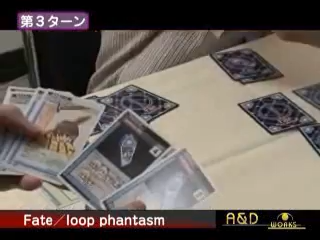 第3ターン
Fate／loop phantasm
A&D
WORKS